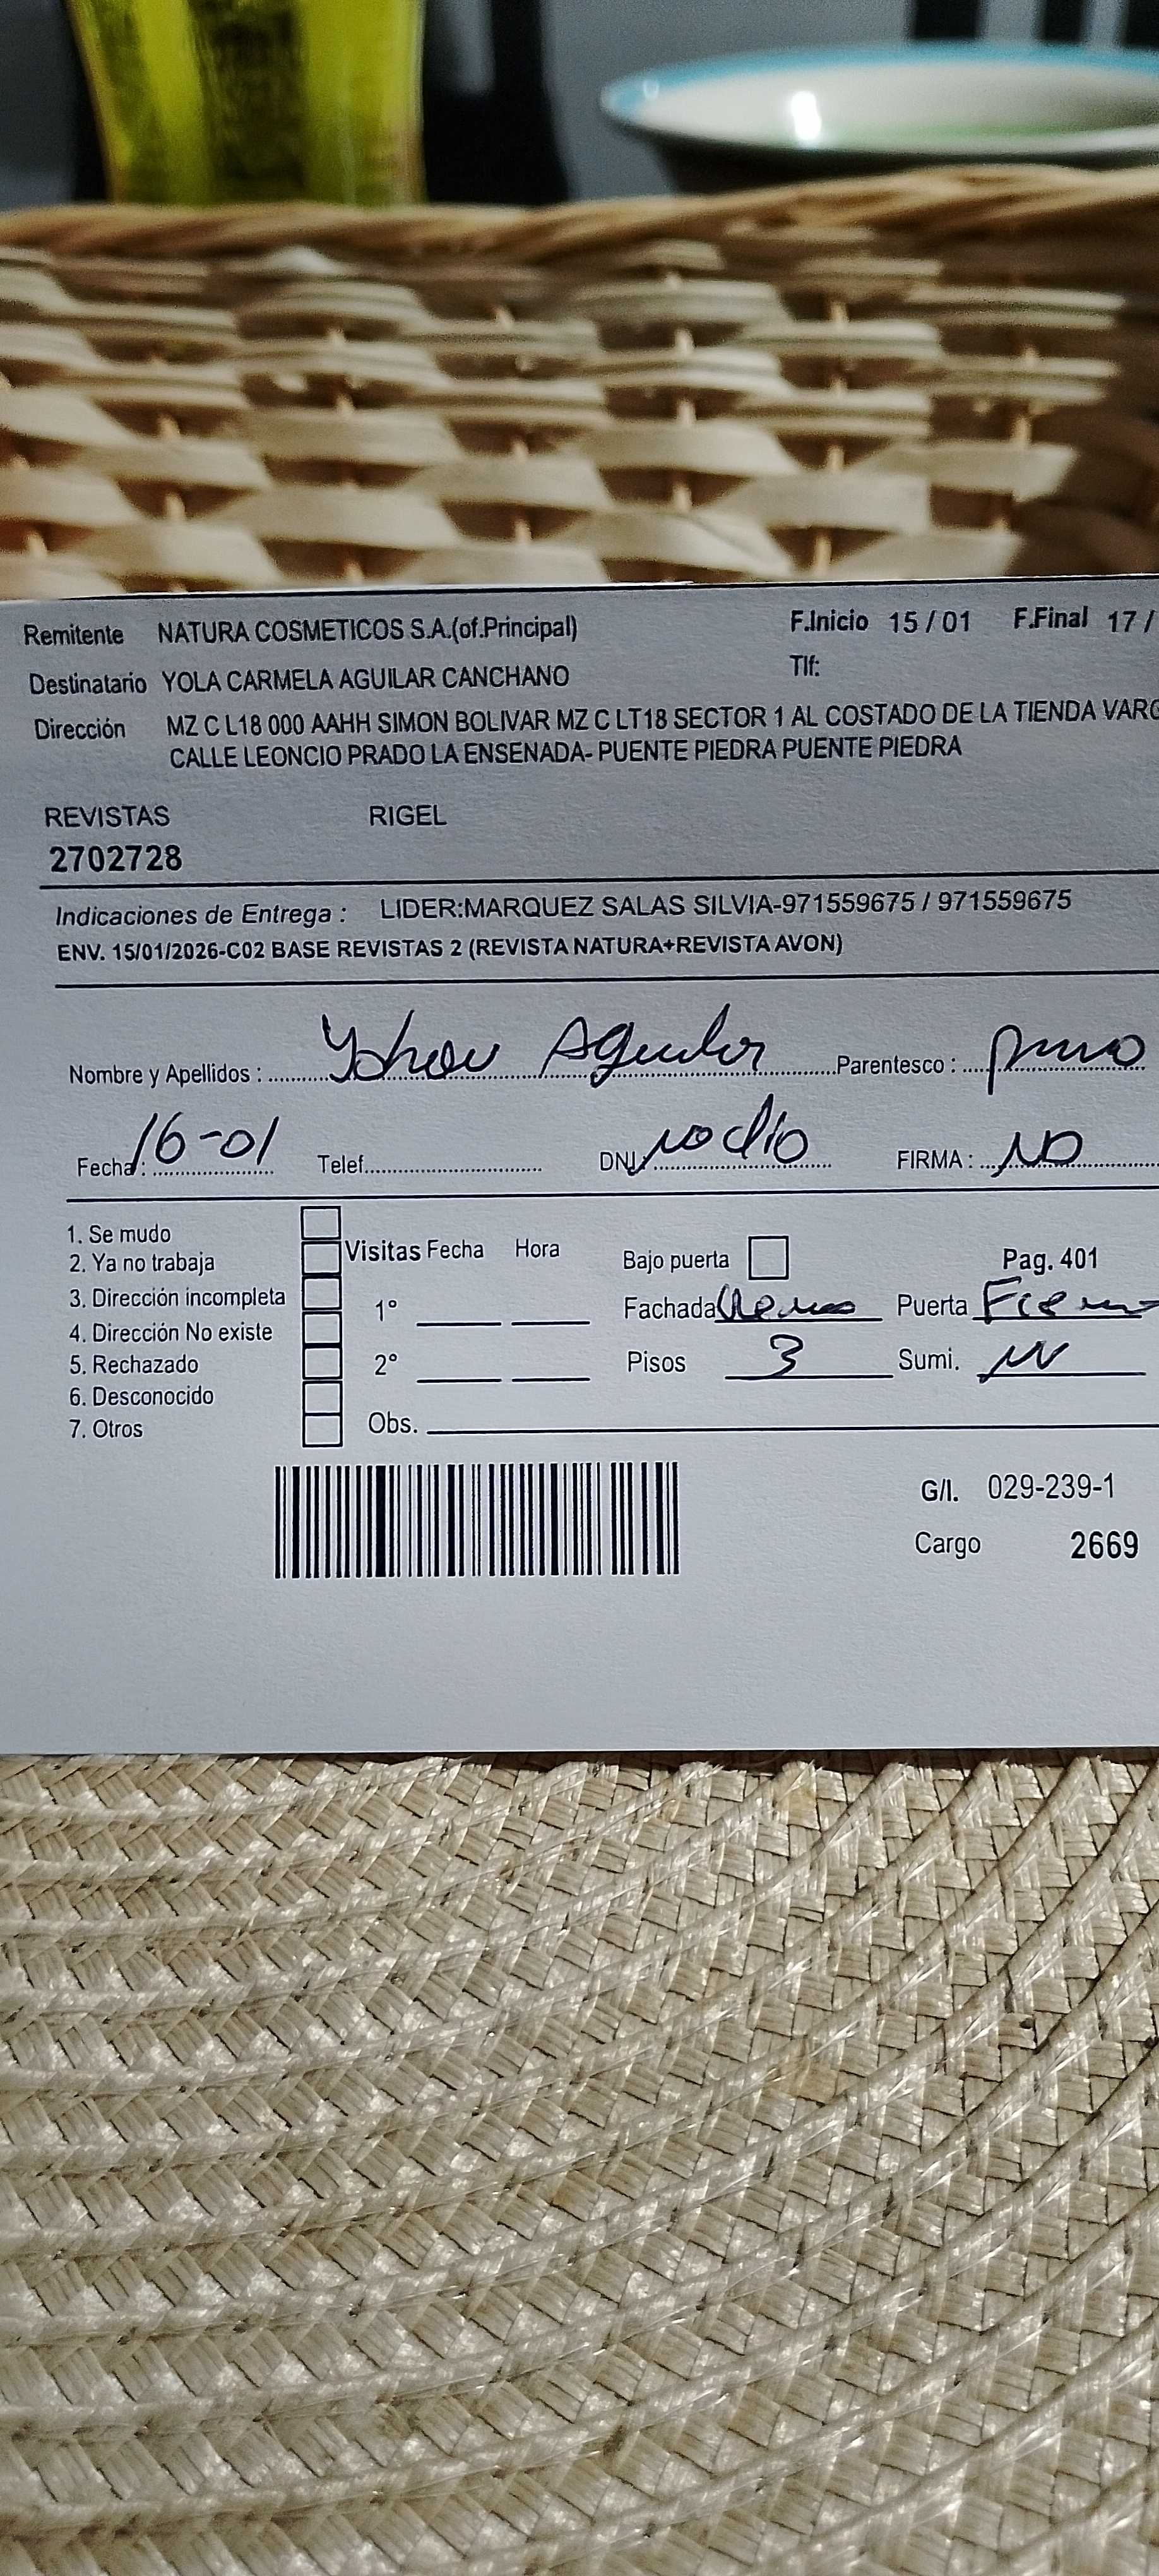 Remitente NATURA COSMETICOS S.A.(of.Principal) F.Inicio 15 / 01 F.Final 17 /
Destinatario YOLA CARMELA AGUILAR CANCHANO Tlf:
Dirección MZ C L18 000 AAHH SIMON BOLIVAR MZ C LT18 SECTOR 1 AL COSTADO DE LA TIENDA VARG
CALLE LEONCIO PRADO LA ENSENADA- PUENTE PIEDRA PUENTE PIEDRA
REVISTAS RIGEL
2702728
Indicaciones de Entrega : LIDER:MARQUEZ SALAS SILVIA-971559675 / 971559675
ENV. 15/01/2026-C02 BASE REVISTAS 2 (REVISTA NATURA+REVISTA AVON)
Nombre y Apellidos : Aguilar Parentesco :
Fecha : 16-01 Telef. DNI no dio FIRMA : NO
1. Se mudo
2. Ya no trabaja Visitas Fecha Hora Bajo puerta Pag. 401
3. Dirección incompleta 1° Fachada Puerta
4. Dirección No existe
5. Rechazado 2° Pisos 3 Sumi.
6. Desconocido
7. Otros Obs.
G/I. 029-239-1
Cargo 2669